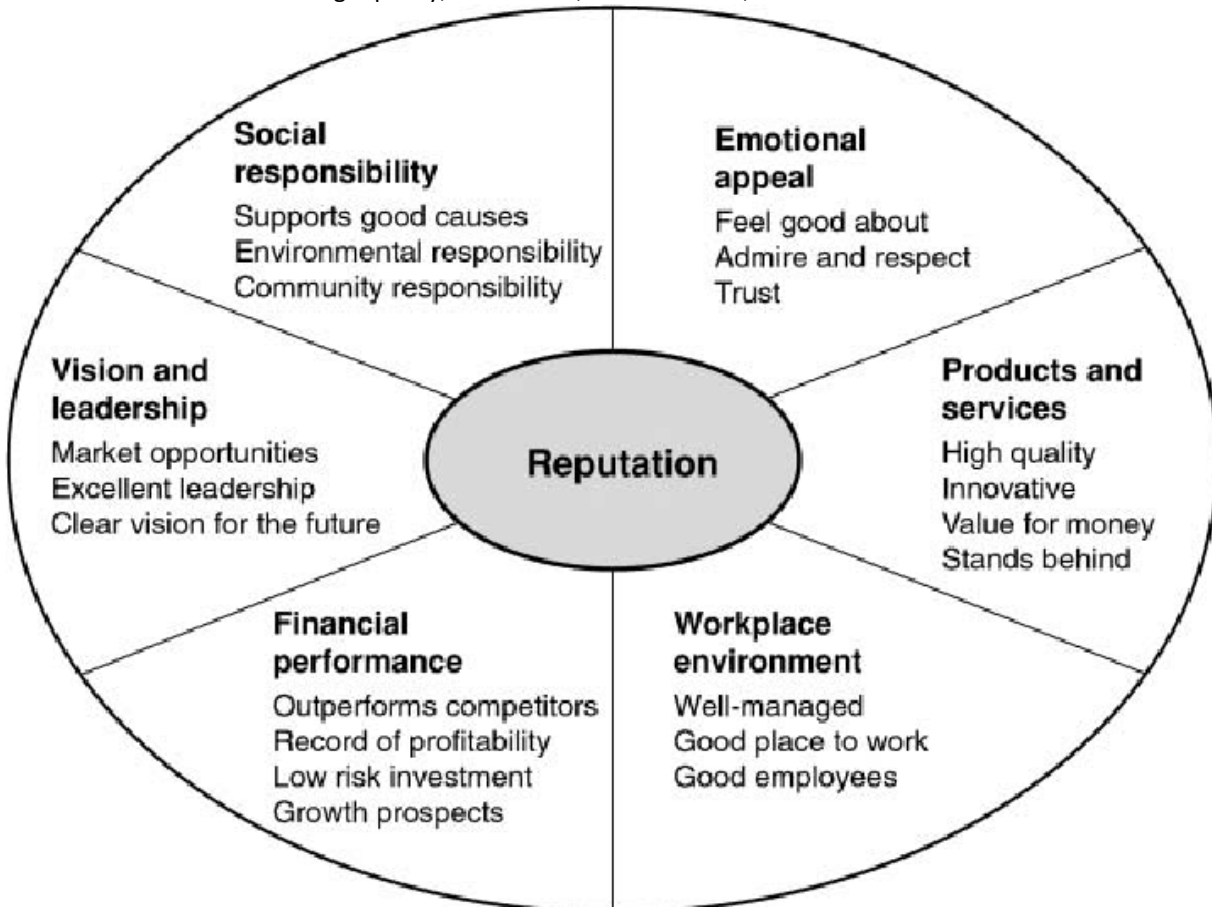 Social
responsibility
Supports good causes
Environmental responsibility
Community responsibility
Emotional
appeal
Feel good about
Admire and respect
Trust
Vision and
leadership
Market opportunities
Excellent leadership
Clear vision for the future
Reputation
Products and
services
High quality
Innovative
Value for money
Stands behind
Financial
performance
Outperforms competitors
Record of profitability
Low risk investment
Growth prospects
Workplace
environment
Well-managed
Good place to work
Good employees